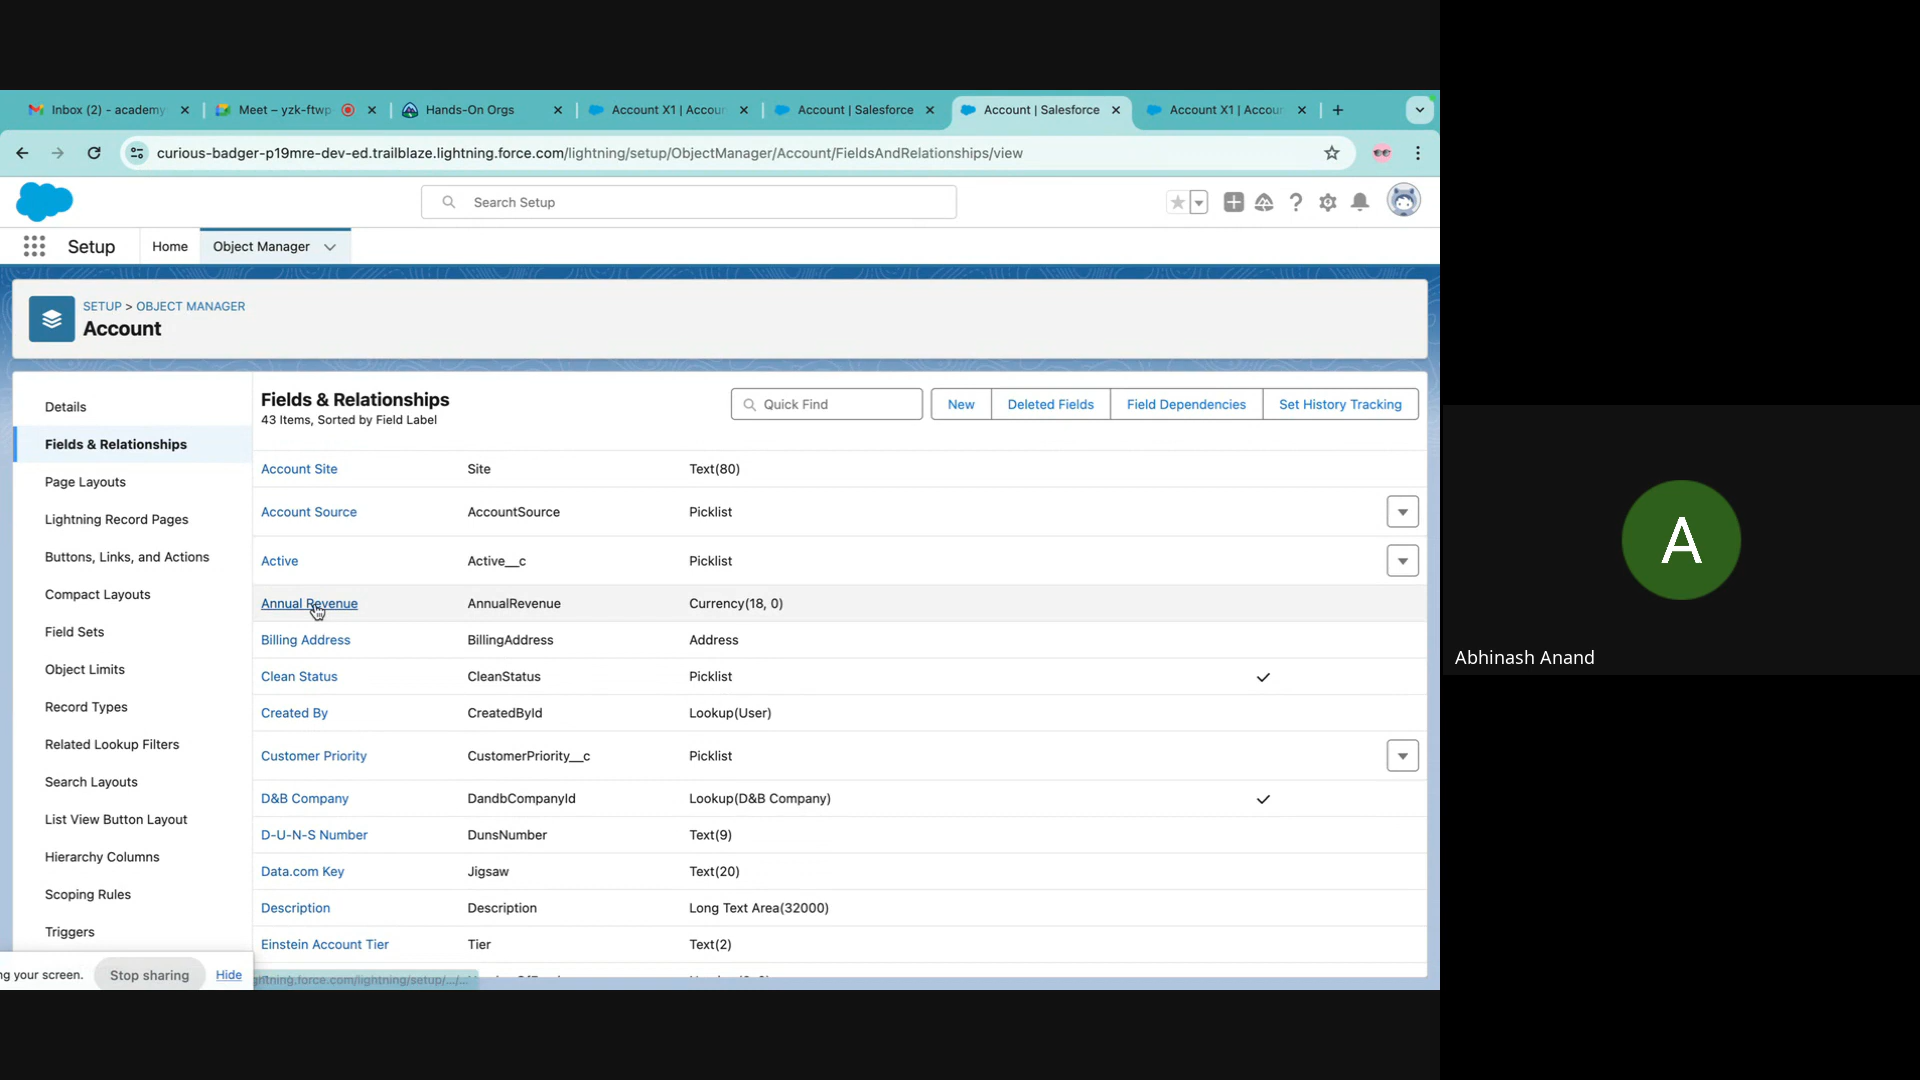 Inbox (2) - academy
Meet – yzk-ftwp
Hands-On Orgs
Account X1 | Accou
Account | Salesforce
Account | Salesforce
Account X1 | Accou
curious-badger-p19mre-dev-ed.trailblaze.lightning.force.com/lightning/setup/ObjectManager/Account/FieldsAndRelationships/view
Search Setup
Setup
Home
Object Manager
SETUP > OBJECT MANAGER
Account
Details
Fields & Relationships
Page Layouts
Lightning Record Pages
Buttons, Links, and Actions
Compact Layouts
Field Sets
Object Limits
Record Types
Related Lookup Filters
Search Layouts
List View Button Layout
Hierarchy Columns
Scoping Rules
Triggers
Fields & Relationships
43 Items, Sorted by Field Label
Quick Find
New
Deleted Fields
Field Dependencies
Set History Tracking
Account Site Site Text(80)
Account Source AccountSource Picklist
Active Active__c Picklist
Annual Revenue AnnualRevenue Currency(18, 0)
Billing Address BillingAddress Address
Clean Status CleanStatus Picklist
Created By CreatedById Lookup(User)
Customer Priority CustomerPriority__c Picklist
D&B Company DandbCompanyId Lookup(D&B Company)
D-U-N-S Number DunsNumber Text(9)
Data.com Key Jigsaw Text(20)
Description Description Long Text Area(32000)
Einstein Account Tier Tier Text(2)
ng your screen.
Stop sharing
Hide
ghtning.force.com/lightning/setup/.../...
A
Abhinash Anand